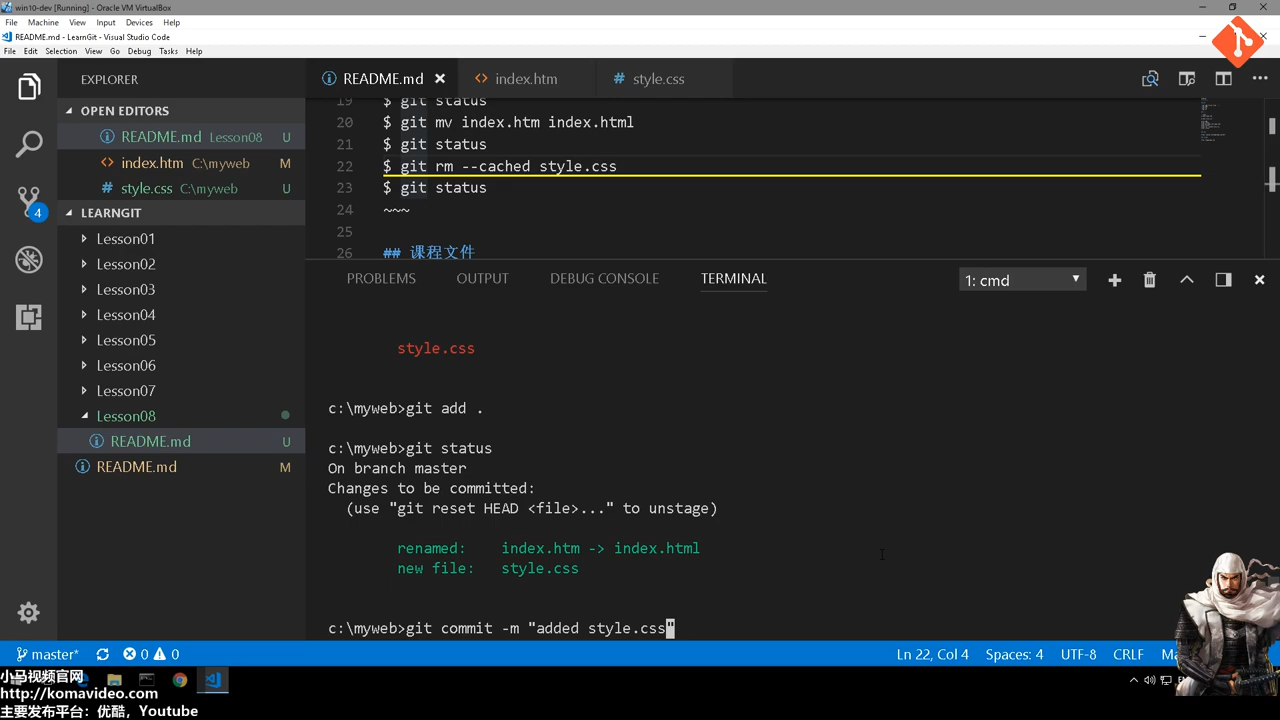 win10-dev [Running] - Oracle VM VirtualBox
File Machine View Input Devices Help
README.md - LearnGit - Visual Studio Code
File Edit Selection View Go Debug Tasks Help
EXPLORER
OPEN EDITORS
README.md Lesson08 U
index.htm C:\myweb M
style.css C:\myweb U
4
LEARNGIT
Lesson01
Lesson02
Lesson03
Lesson04
Lesson05
Lesson06
Lesson07
Lesson08
README.md U
README.md M
README.md index.htm style.css
19 $ git status
20 $ git mv index.htm index.html
21 $ git status
22 $ git rm --cached style.css
23 $ git status
24 ~~~
25
26 ## 课程文件
PROBLEMS OUTPUT DEBUG CONSOLE TERMINAL 1: cmd
style.css
c:\myweb>git add .
c:\myweb>git status
On branch master
Changes to be committed:
(use "git reset HEAD <file>..." to unstage)
renamed: index.htm -> index.html
new file: style.css
c:\myweb>git commit -m "added style.css"
master* 0 0 Ln 22, Col 4 Spaces: 4 UTF-8 CRLF
小马视频官网
http://komavideo.com
主要发布平台：优酷，Youtube